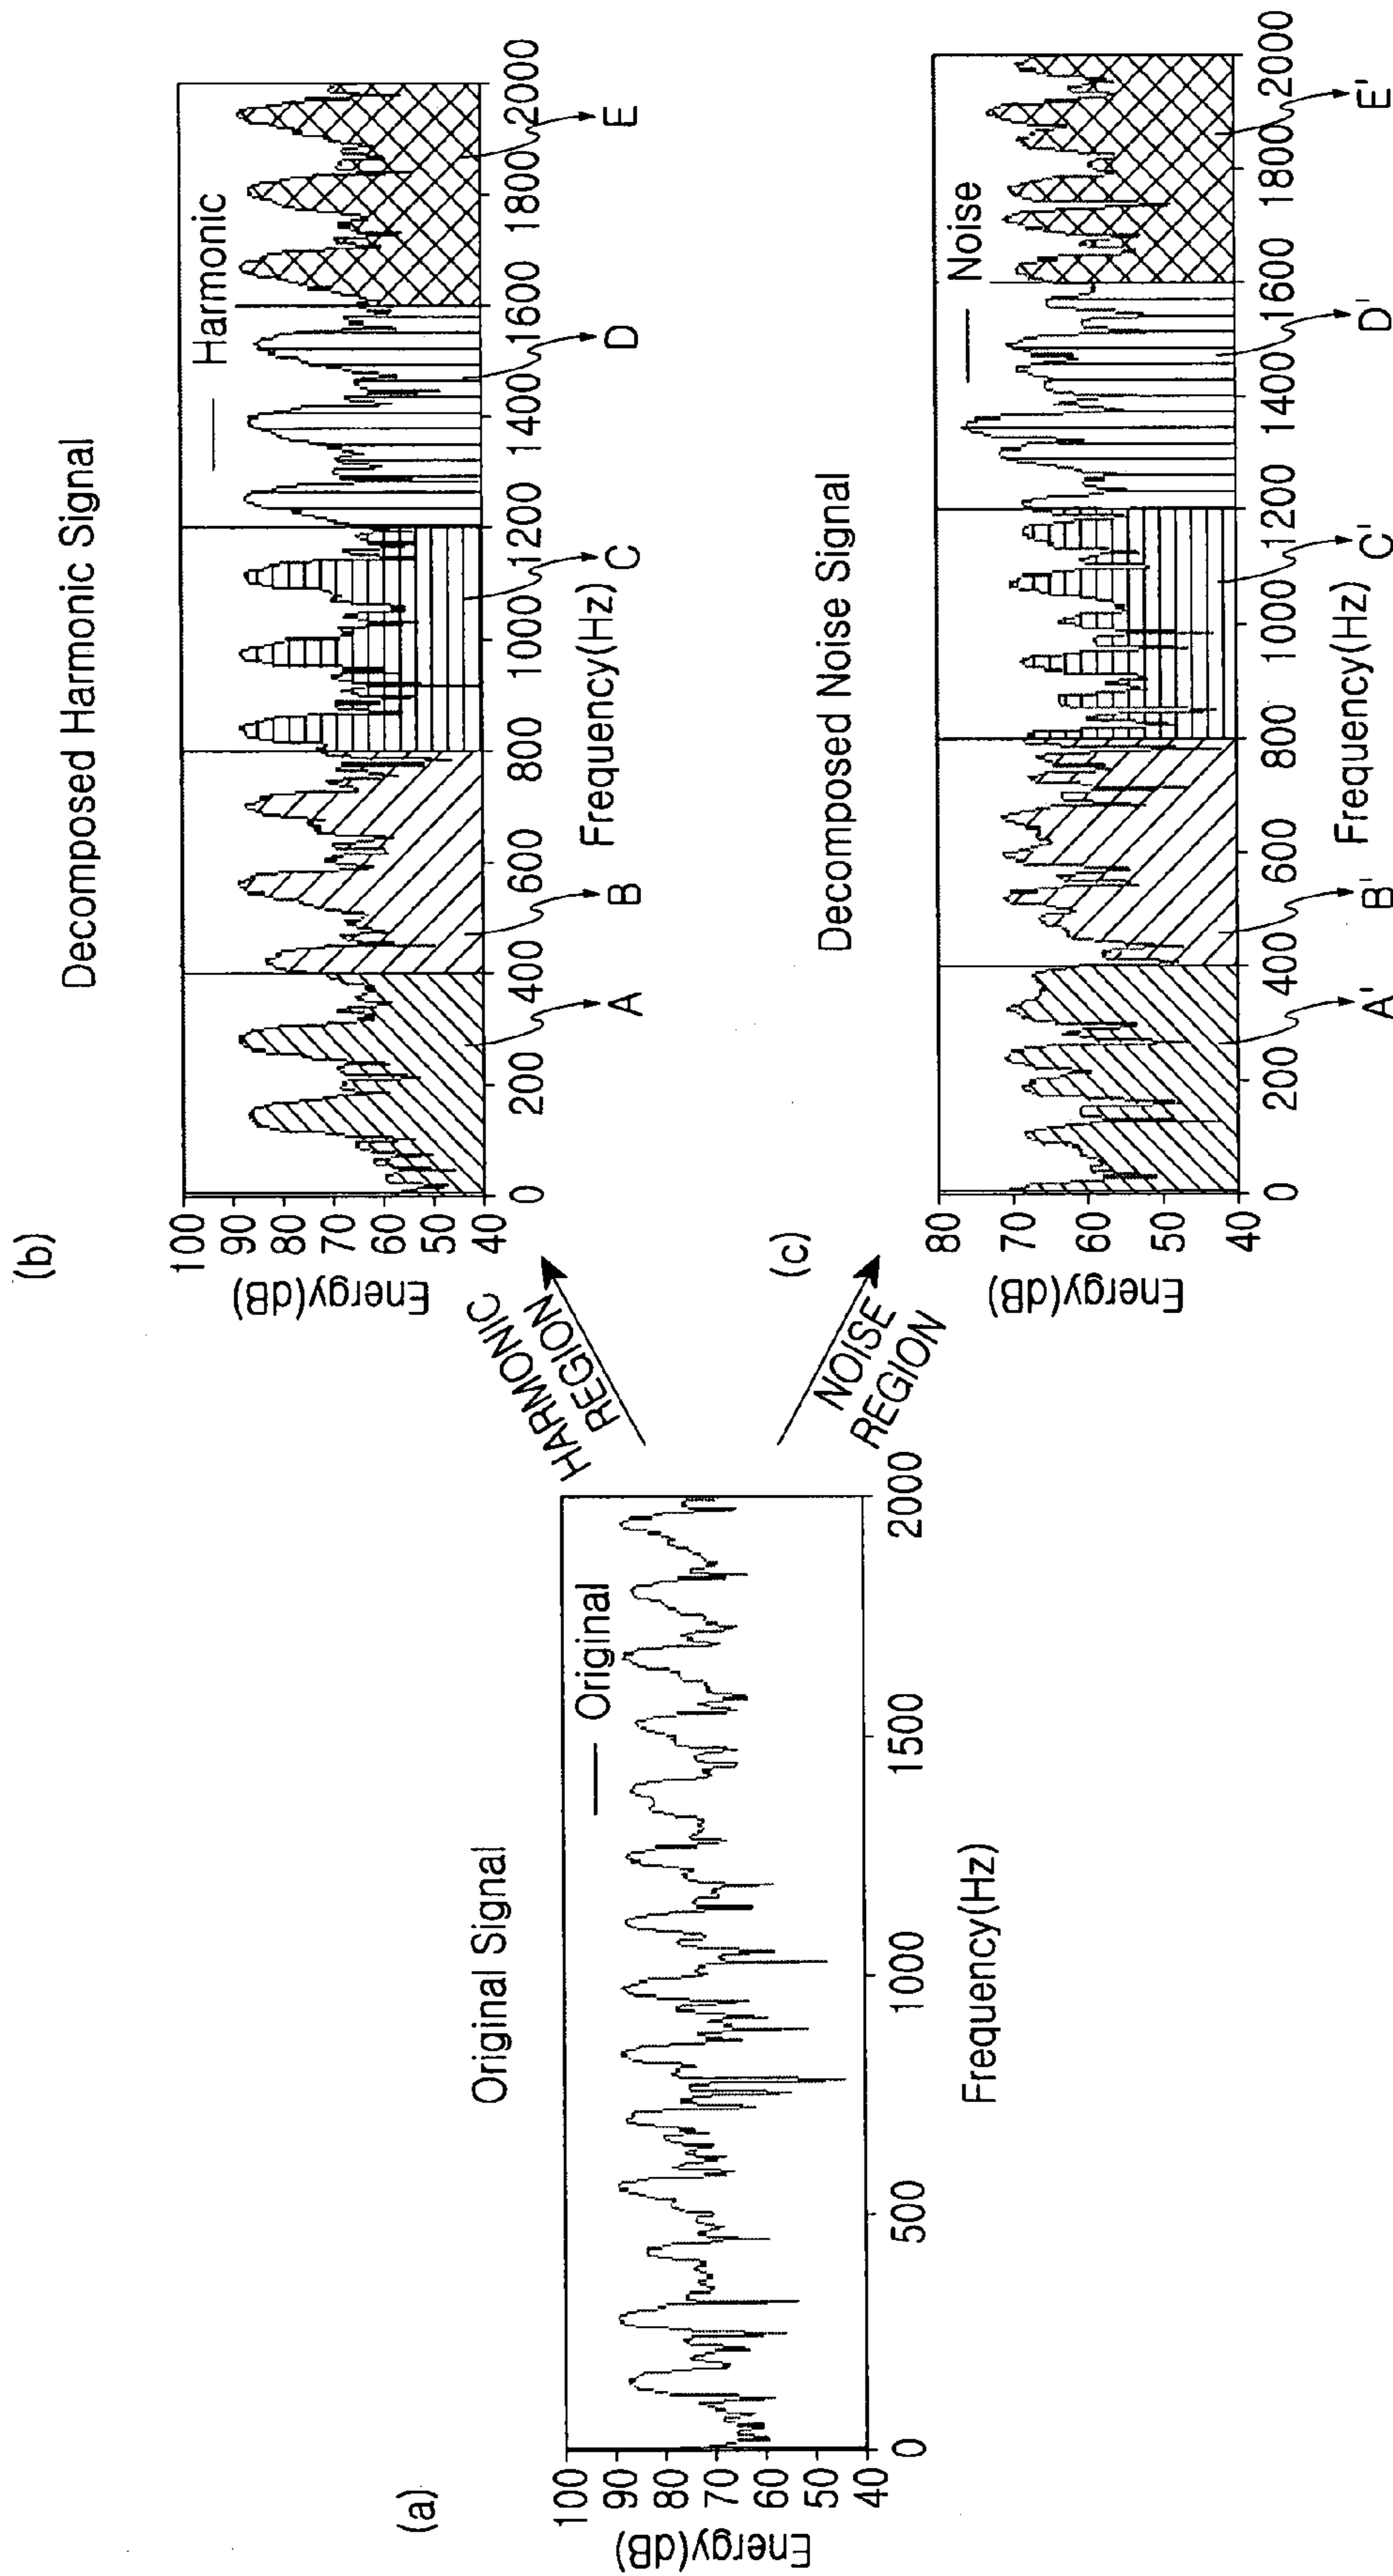 (a)
Original Signal
Original
Energy(dB)
100
90
80
70
60
50
40
0
500
1000
1500
2000
Frequency(Hz)
HARMONIC
REGION
NOISE
REGION
(b)
Decomposed Harmonic Signal
Harmonic
Energy(dB)
100
90
80
70
60
50
40
0
200
400
600
800
1000
1200
1400
1600
1800
2000
A
B
C
D
E
Frequency(Hz)
(c)
Decomposed Noise Signal
Noise
Energy(dB)
80
70
60
50
40
0
200
400
600
800
1000
1200
1400
1600
1800
2000
A'
B'
C'
D'
E'
Frequency(Hz)